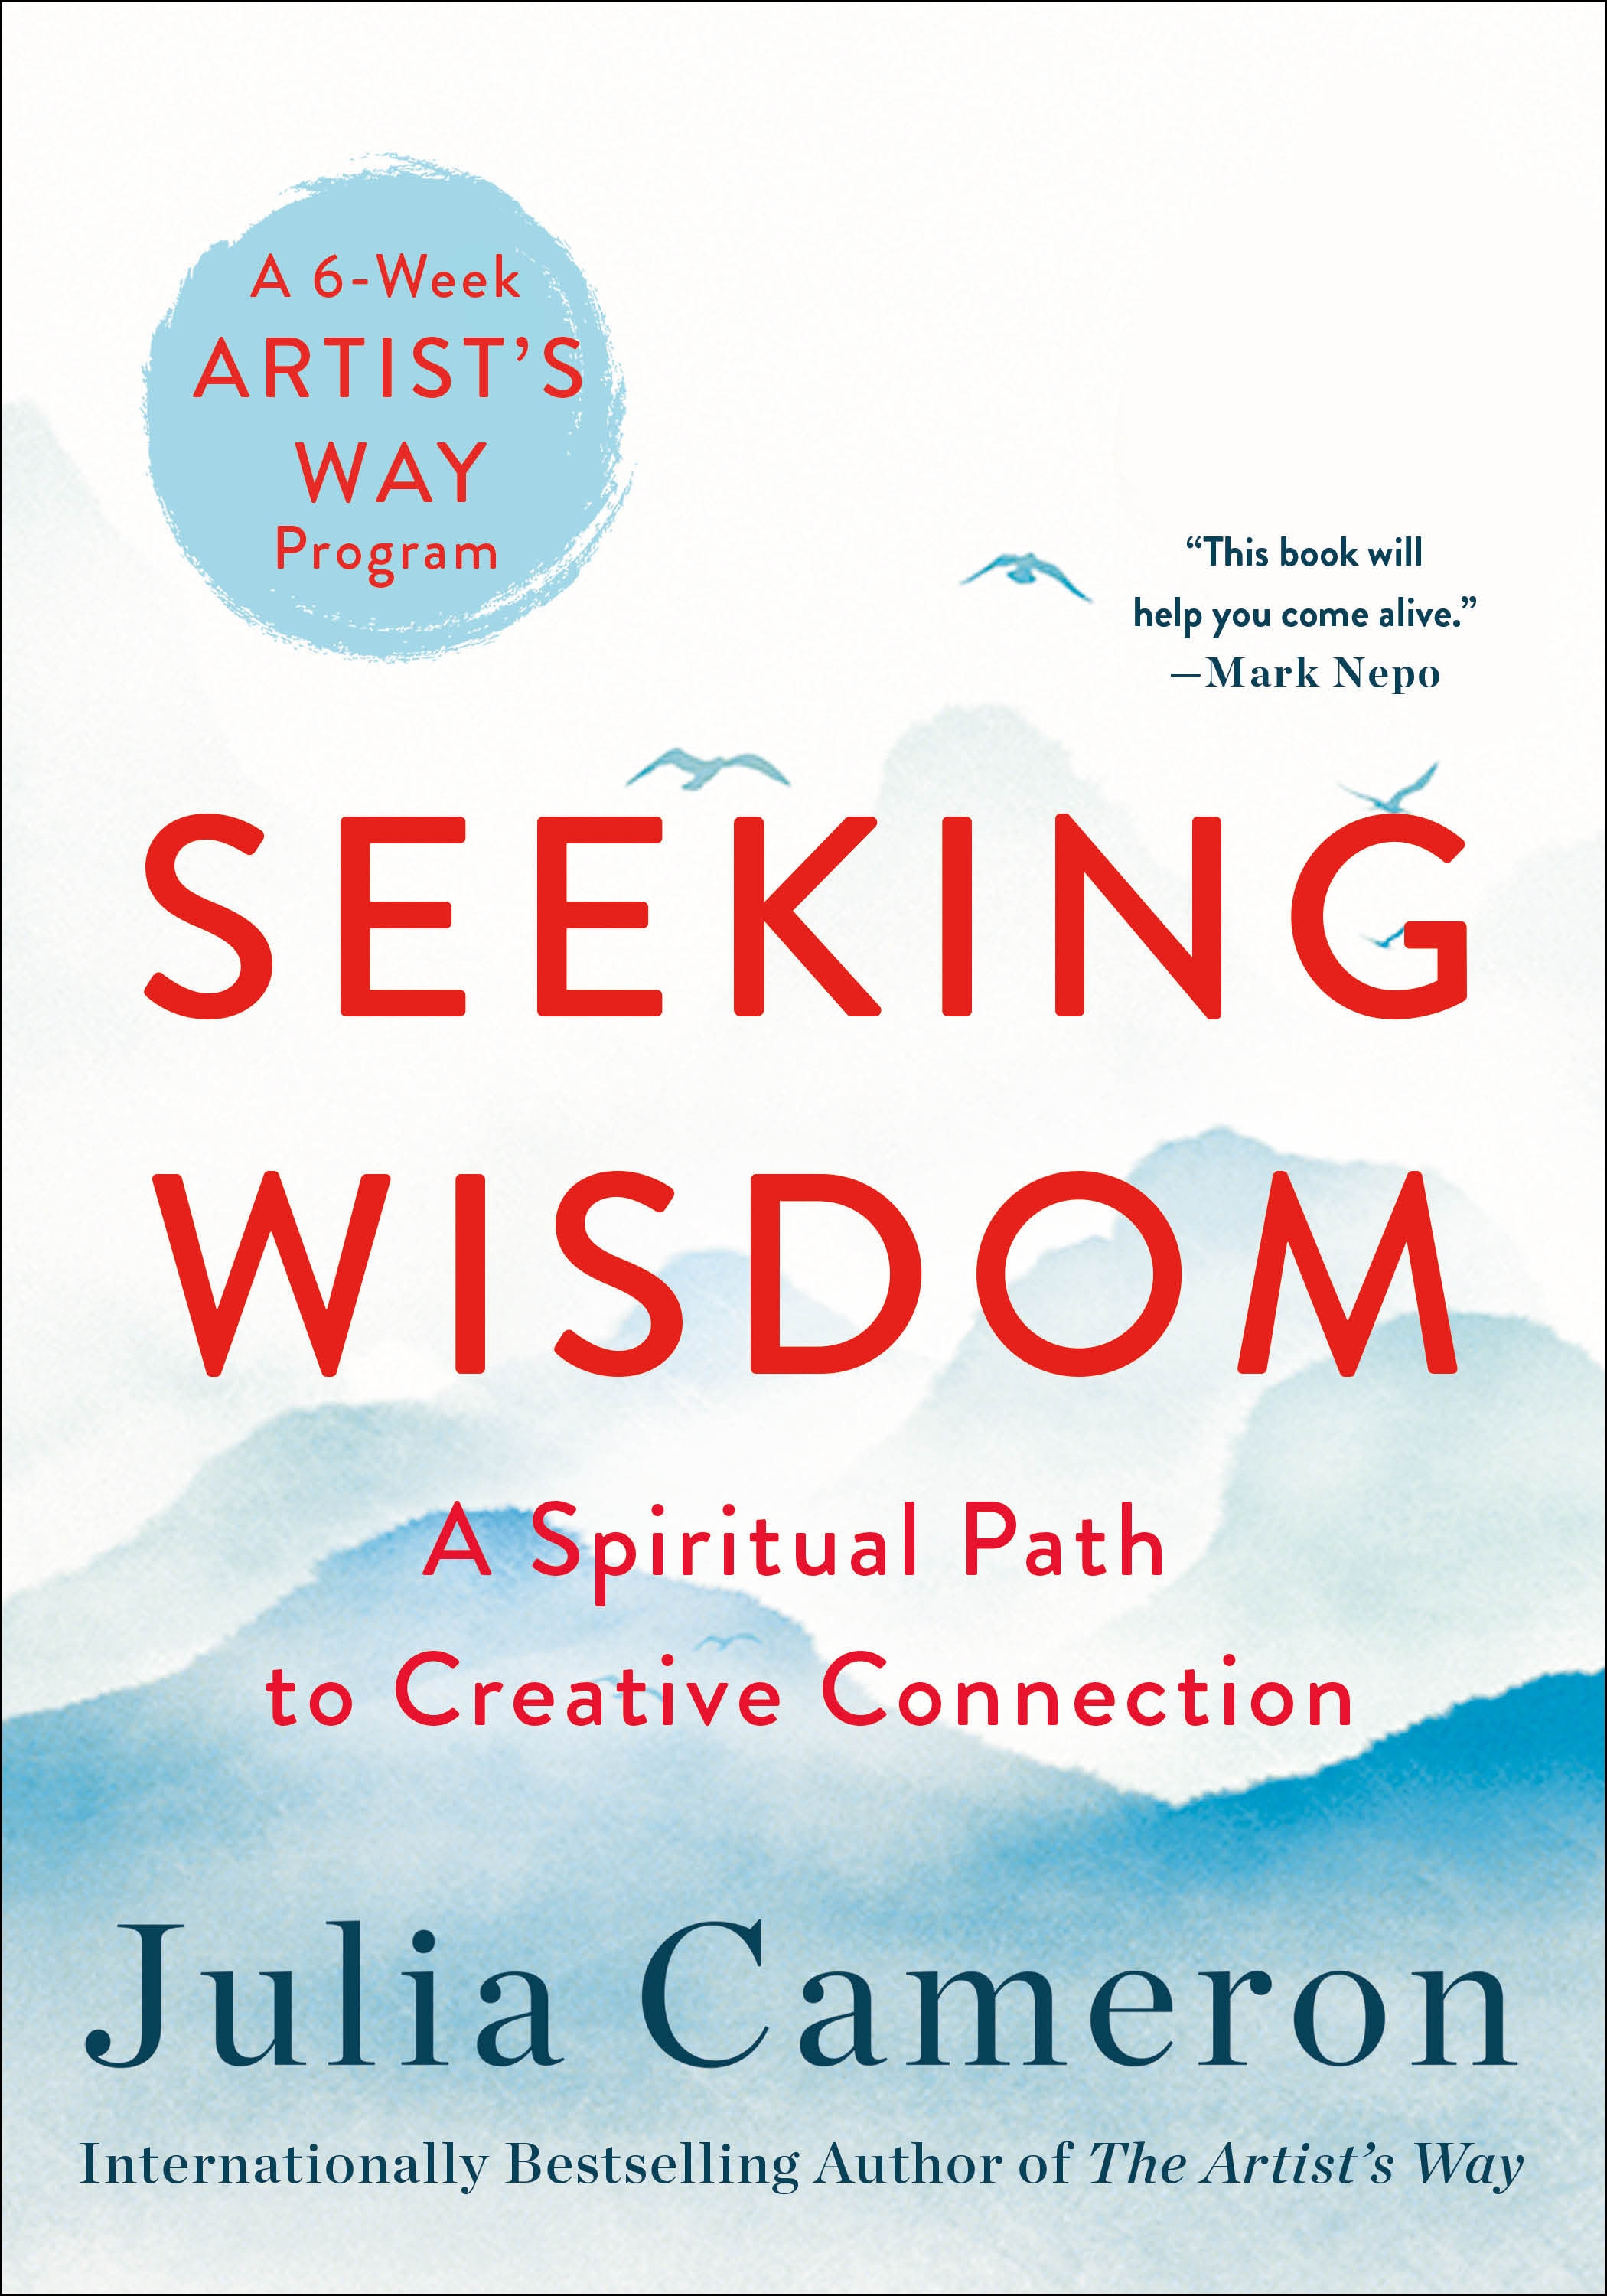 A 6-Week
ARTIST’S
WAY
Program
“This book will
help you come alive.”
—Mark Nepo
SEEKING
WISDOM
A Spiritual Path
to Creative Connection
Julia Cameron
Internationally Bestselling Author of The Artist’s Way